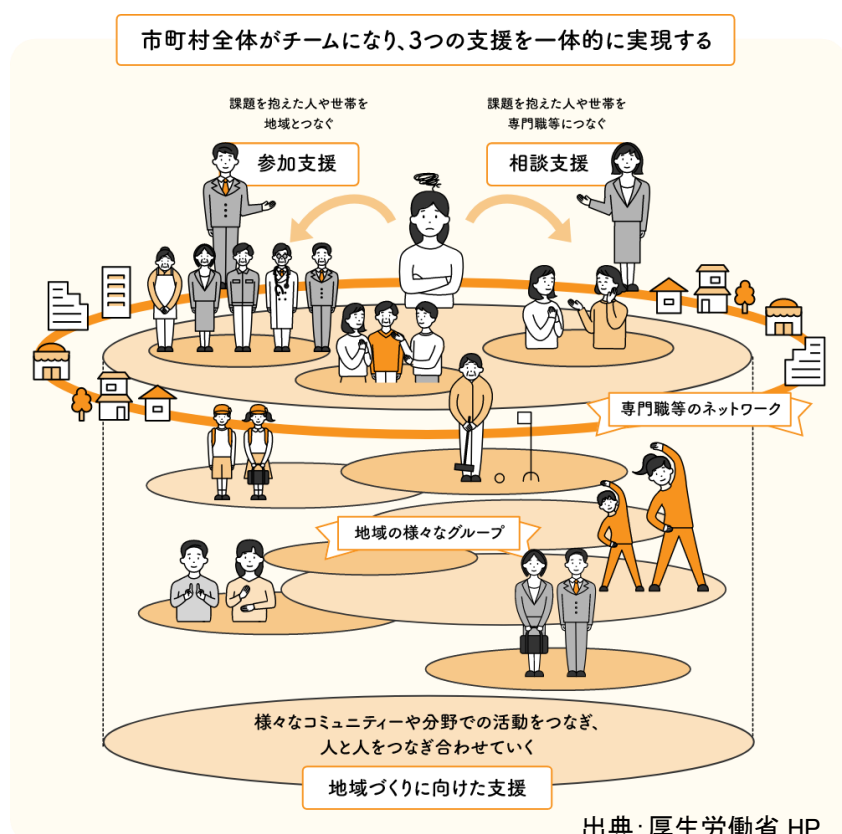 市町村全体がチームになり、3つの支援を一体的に実現する
課題を抱えた人や世帯を
地域とつなぐ
参加支援
課題を抱えた人や世帯を
専門職等につなぐ
相談支援
専門職等のネットワーク
地域の様々なグループ
様々なコミュニティーや分野での活動をつなぎ、
人と人をつなぎ合わせていく
地域づくりに向けた支援
出典：厚生労働省 HP